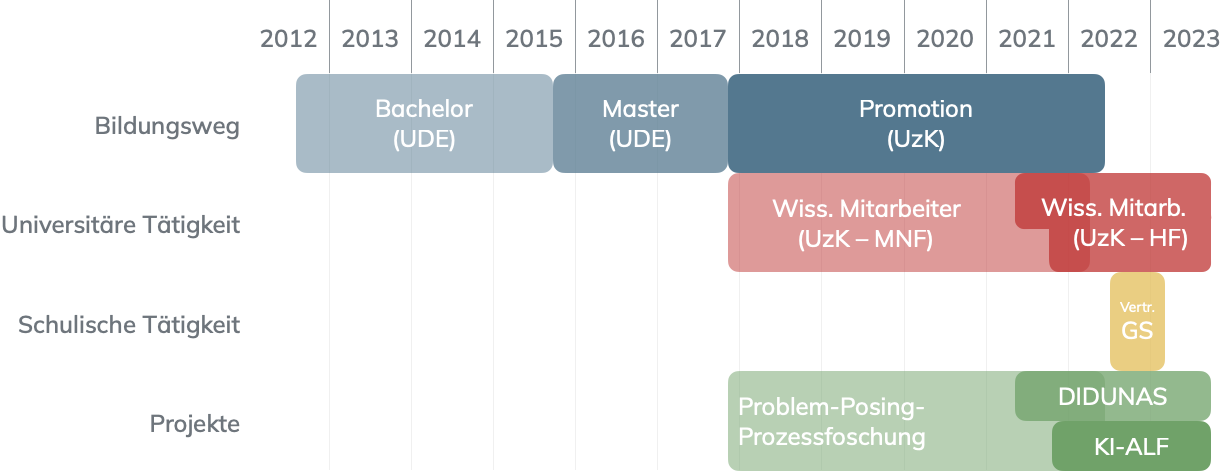 2012 2013 2014 2015 2016 2017 2018 2019 2020 2021 2022 2023
Bildungsweg
Bachelor
(UDE)
Master
(UDE)
Promotion
(UzK)
Universitäre Tätigkeit
Wiss. Mitarbeiter
(UzK – MNF)
Wiss. Mitarb.
(UzK – HF)
Schulische Tätigkeit
Vertr.
GS
Projekte
Problem-Posing-
Prozessfoschung
DIDUNAS
KI-ALF